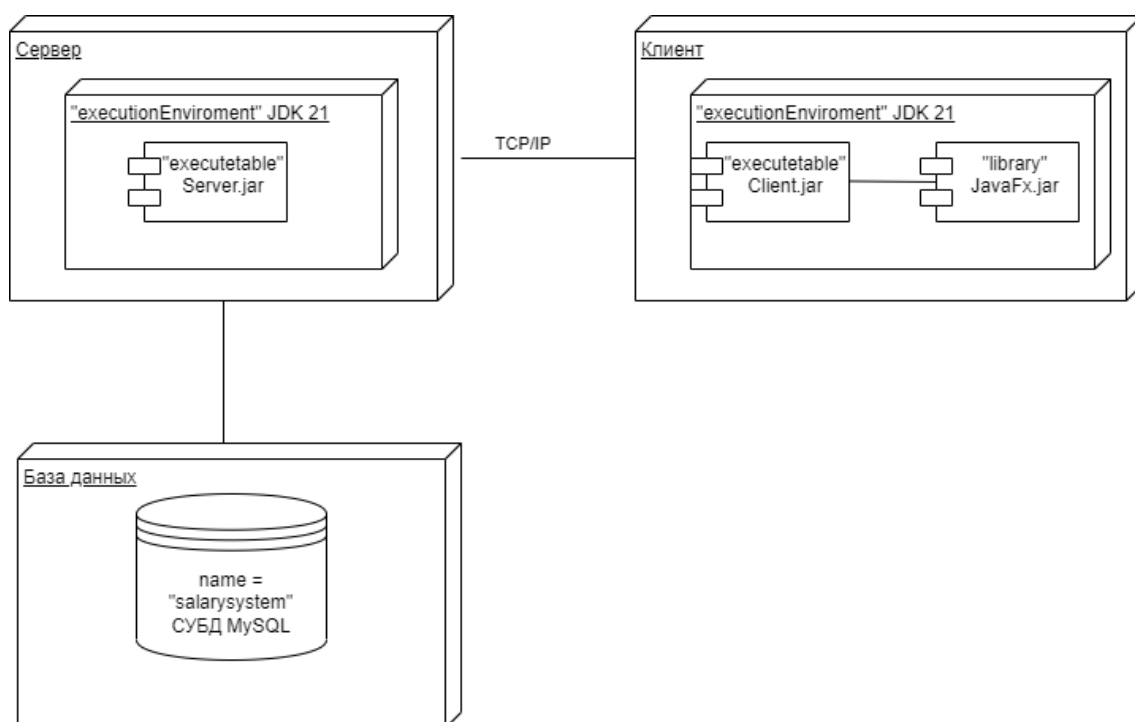 Сервер
"executionEnviroment" JDK 21
"executetable"
Server.jar
TCP/IP
Клиент
"executionEnviroment" JDK 21
"executetable"
Client.jar
"library"
JavaFx.jar
База данных
name =
"salarysystem"
СУБД MySQL